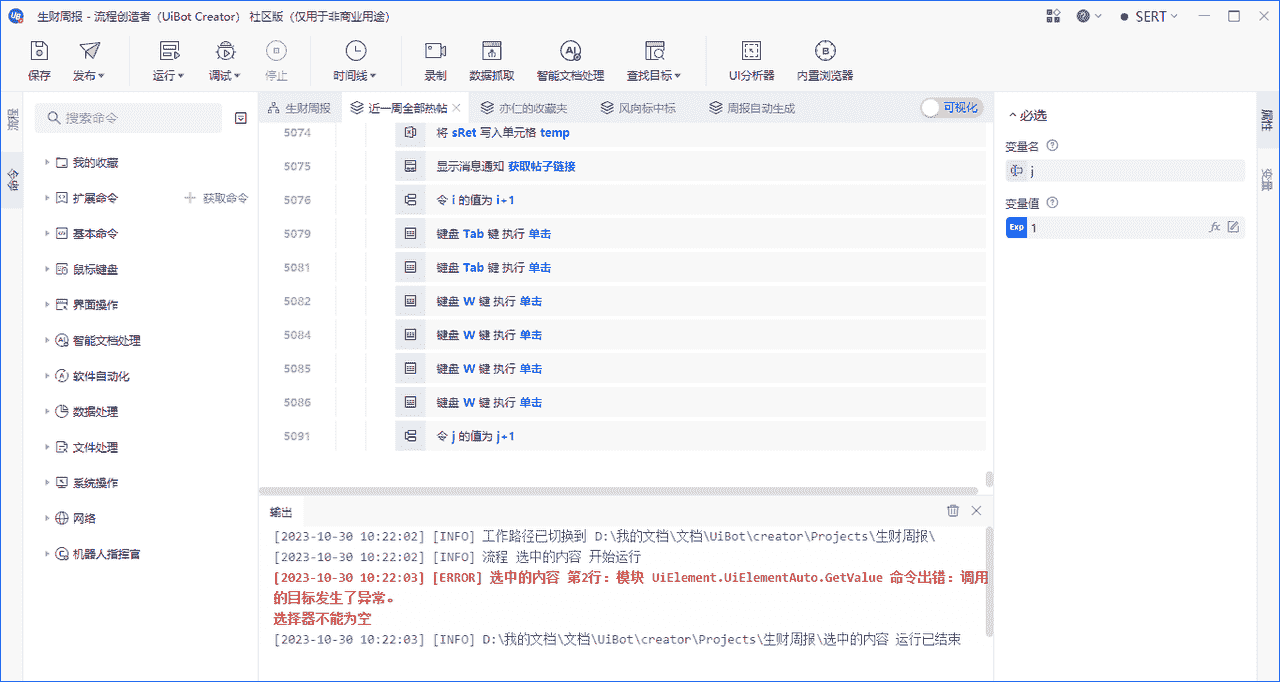 生财周报 - 流程创造者（UiBot Creator） 社区版（仅用于非商业用途）
SERT
保存
发布
运行
调试
停止
时间线
录制
数据抓取
智能文档处理
查找目标
UI分析器
内置浏览器
命令
搜索命令
我的收藏
扩展命令
获取命令
基本命令
鼠标键盘
界面操作
智能文档处理
软件自动化
数据处理
文件处理
系统操作
网络
机器人指挥官
生财周报
近一周全部热帖
亦仁的收藏夹
风向标中标
周报自动生成
可视化
5074 将 sRet 写入单元格 temp
5075 显示消息通知 获取帖子链接
5076 令 i 的值为 i+1
5079 键盘 Tab 键 执行 单击
5081 键盘 Tab 键 执行 单击
5082 键盘 W 键 执行 单击
5084 键盘 W 键 执行 单击
5085 键盘 W 键 执行 单击
5086 键盘 W 键 执行 单击
5091 令 j 的值为 j+1
输出
[2023-10-30 10:22:02] [INFO] 工作路径已切换到 D:\我的文档\文档\UiBot\creator\Projects\生财周报\
[2023-10-30 10:22:02] [INFO] 流程 选中的内容 开始运行
[2023-10-30 10:22:03] [ERROR] 选中的内容 第2行：模块 UiElement.UiElementAuto.GetValue 命令出错：调用
的目标发生了异常。
选择器不能为空
[2023-10-30 10:22:03] [INFO] D:\我的文档\文档\UiBot\creator\Projects\生财周报\选中的内容 运行已结束
必选
变量名
j
变量值
Exp 1 fx
属性
变量